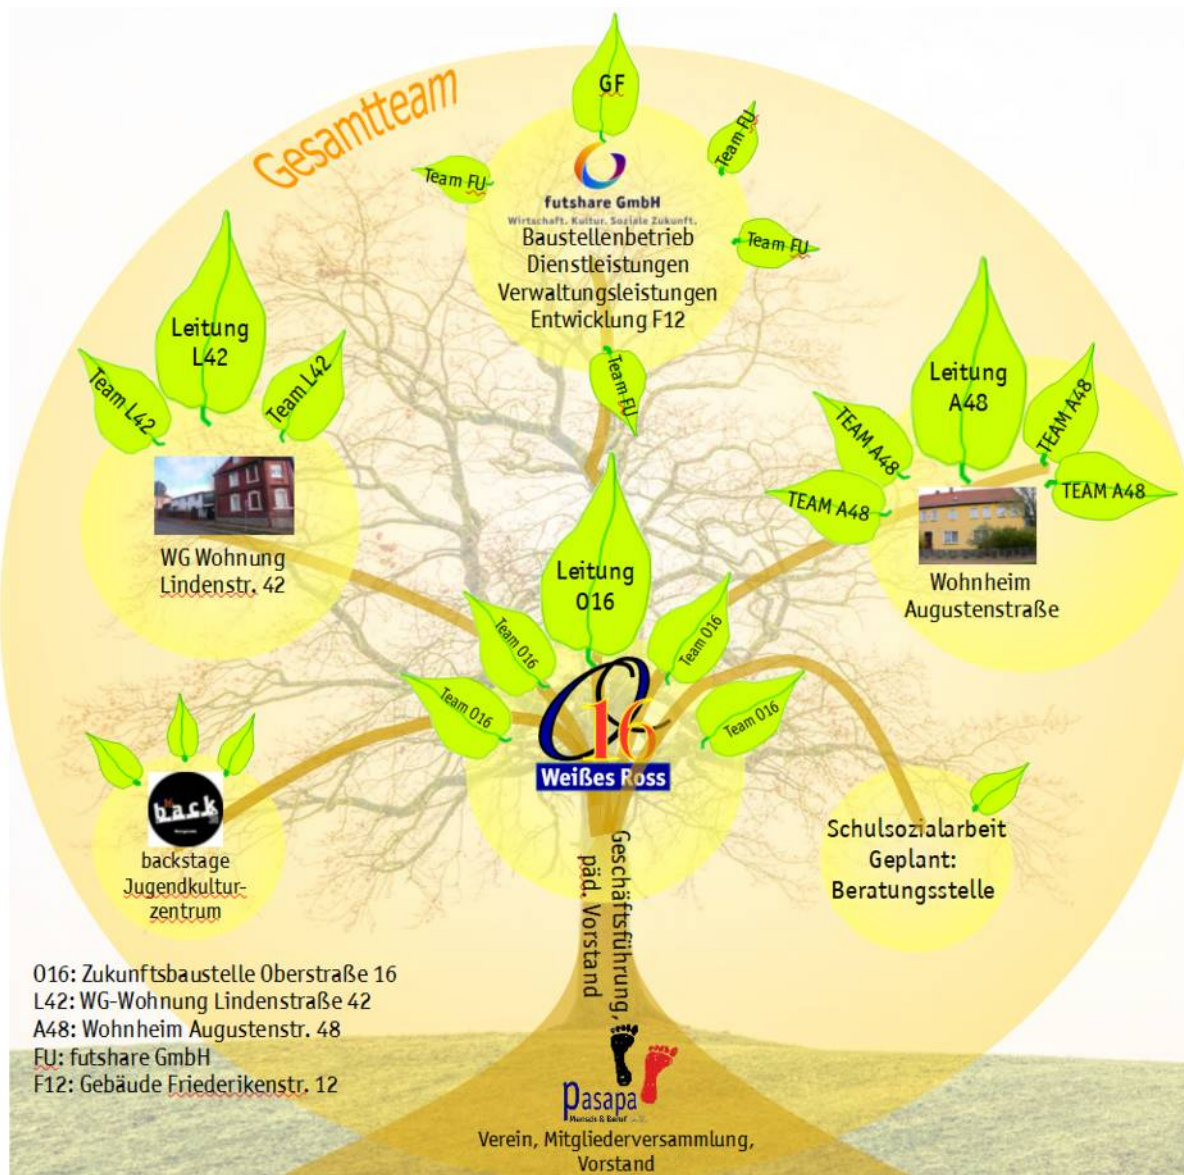 Gesamtteam
GF
Team FU
Team FU
Team FU
futshare GmbH
Wirtschaft. Kultur. Soziale Zukunft.
Baustellenbetrieb
Dienstleistungen
Verwaltungsleistungen
Entwicklung F12
Team FU
Leitung
L42
Team L42
Team L42
WG Wohnung
Lindenstr. 42
Leitung
A48
TEAM A48
TEAM A48
TEAM A48
TEAM A48
Wohnheim
Augustenstraße
Leitung
O16
Team O16
Team O16
Team O16
Team O16
16
Weißes Ross
back
backstage
Jugendkultur-
zentrum
Schulsozialarbeit
Geplant:
Beratungsstelle
Geschäftsführung,
päd. Vorstand
O16: Zukunftsbaustelle Oberstraße 16
L42: WG-Wohnung Lindenstraße 42
A48: Wohnheim Augustenstr. 48
FU: futshare GmbH
F12: Gebäude Friederikenstr. 12
Pasapa
Mensch & Beruf e.V.
Verein, Mitgliederversammlung,
Vorstand